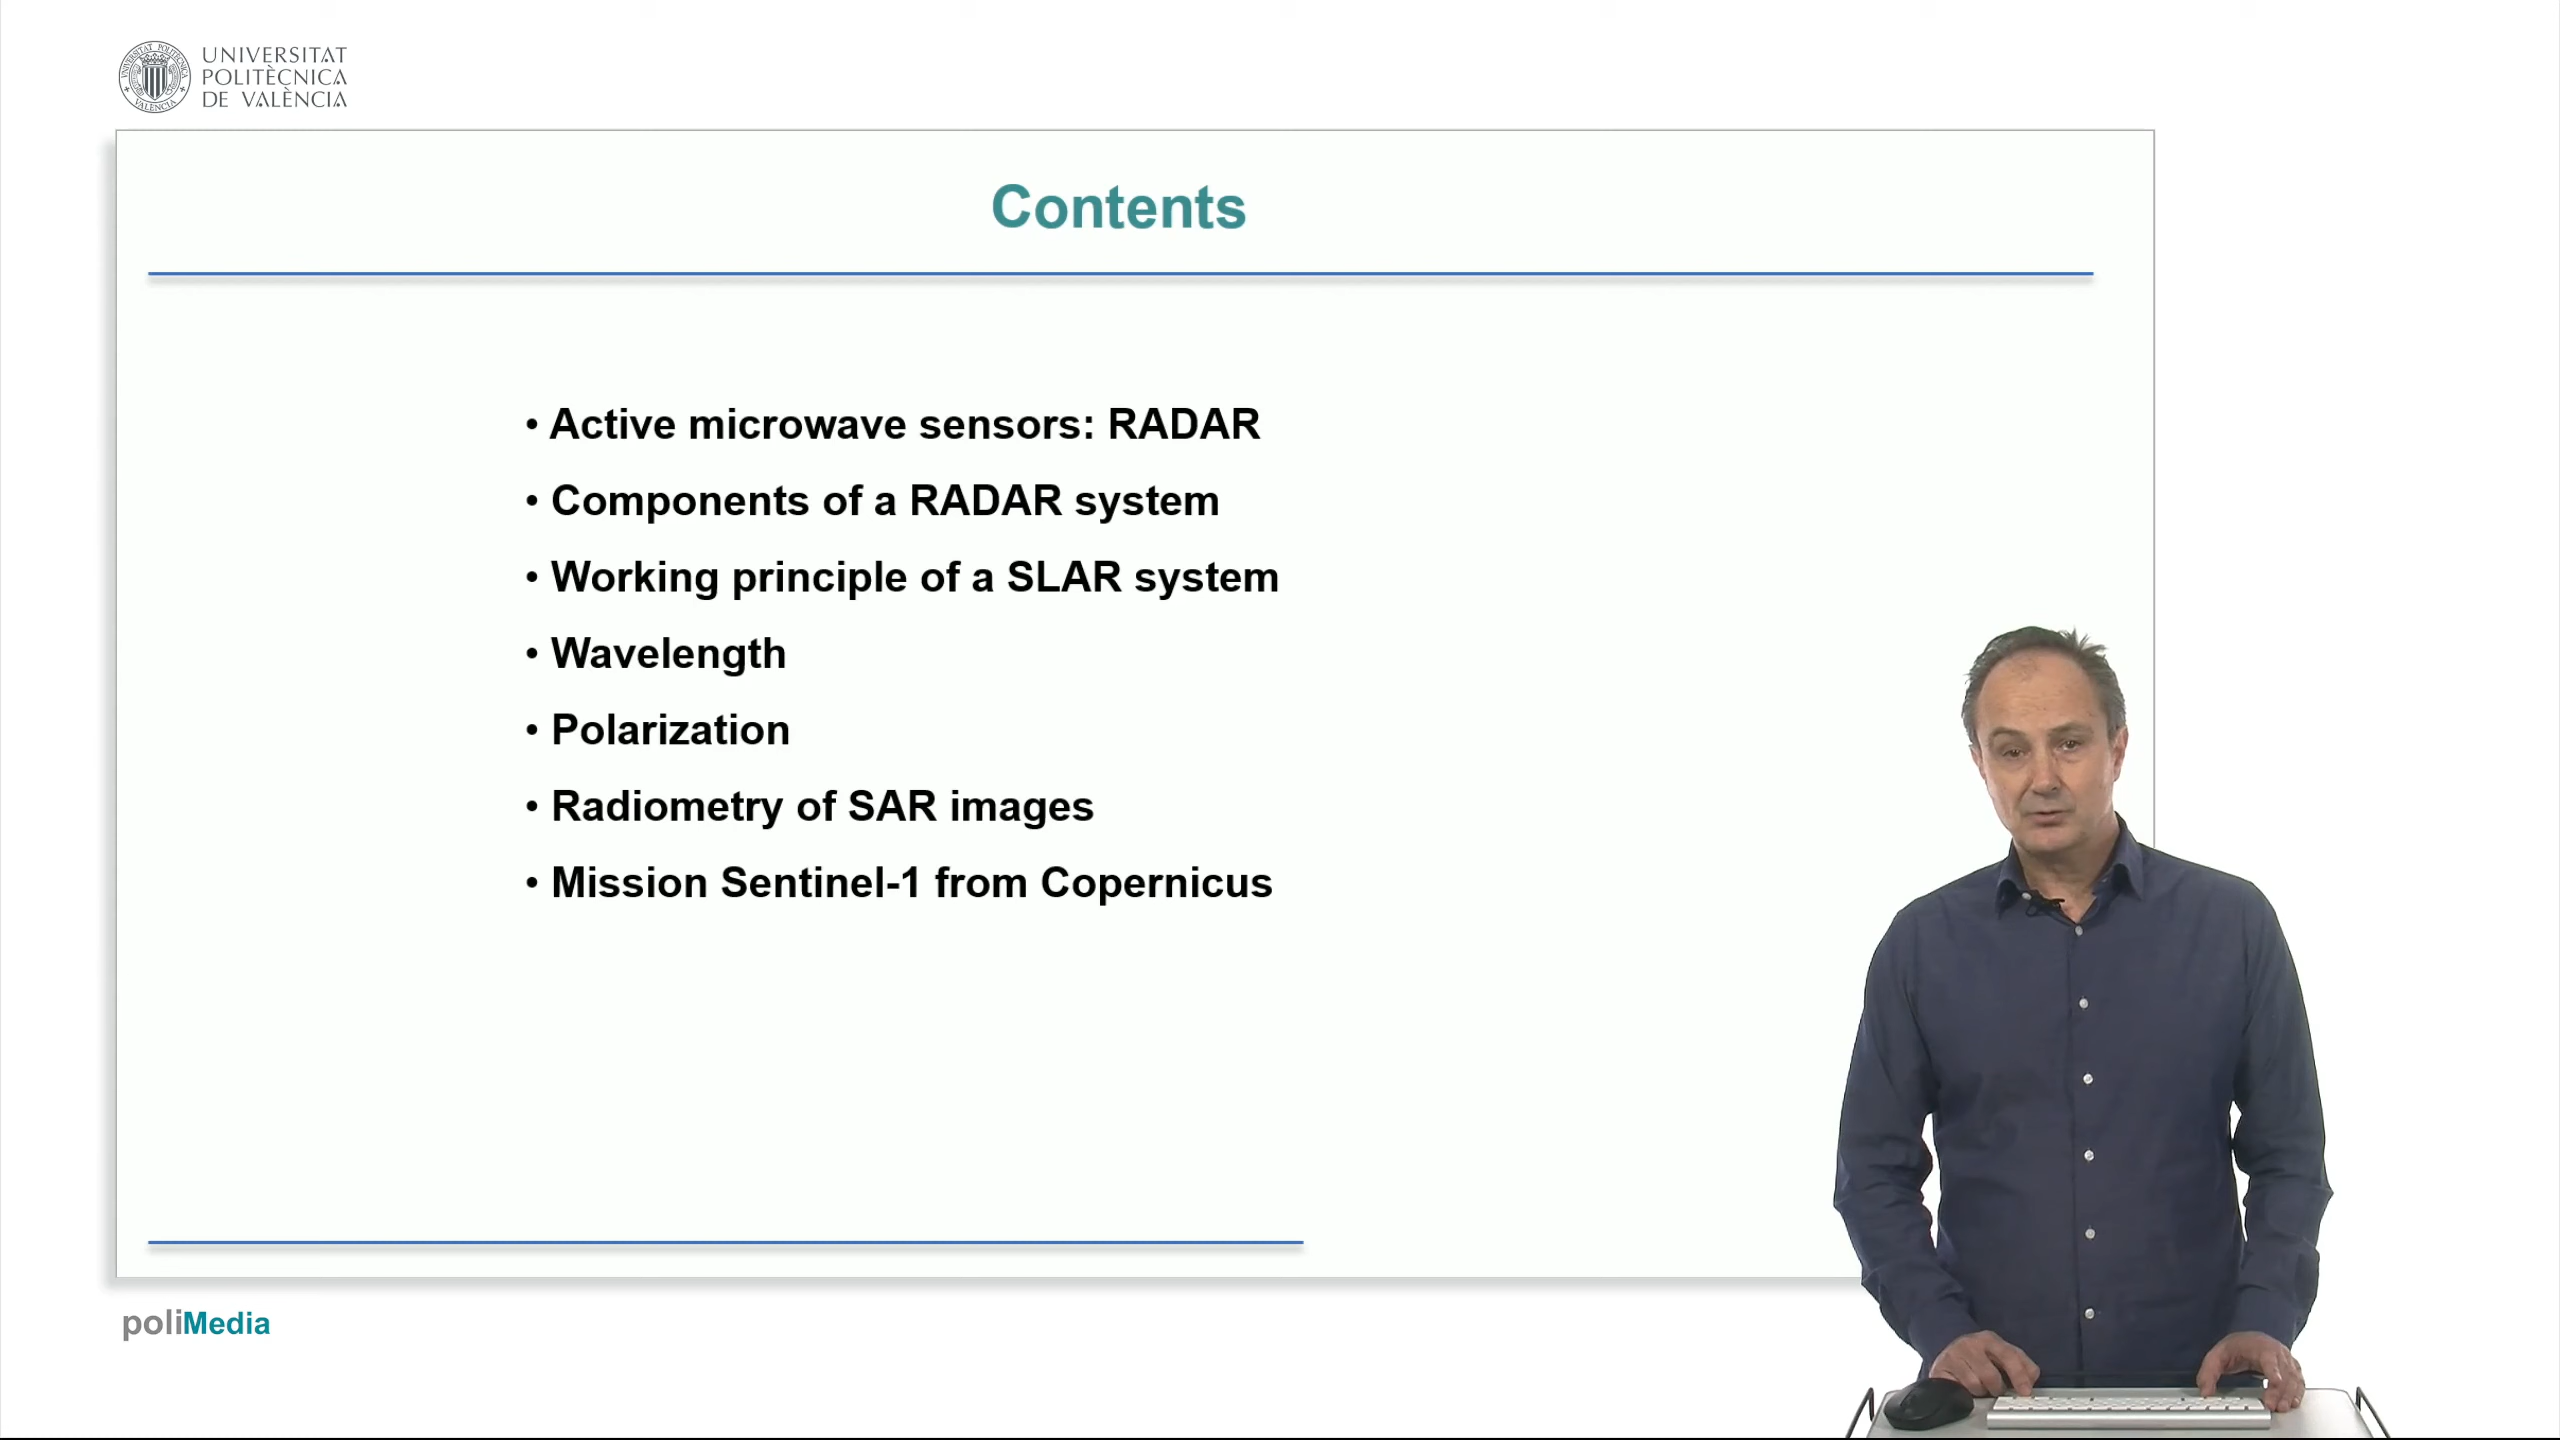 UNIVERSITAT
POLITÈCNICA
DE VALÈNCIA
Contents
• Active microwave sensors: RADAR
• Components of a RADAR system
• Working principle of a SLAR system
• Wavelength
• Polarization
• Radiometry of SAR images
• Mission Sentinel-1 from Copernicus
poliMedia